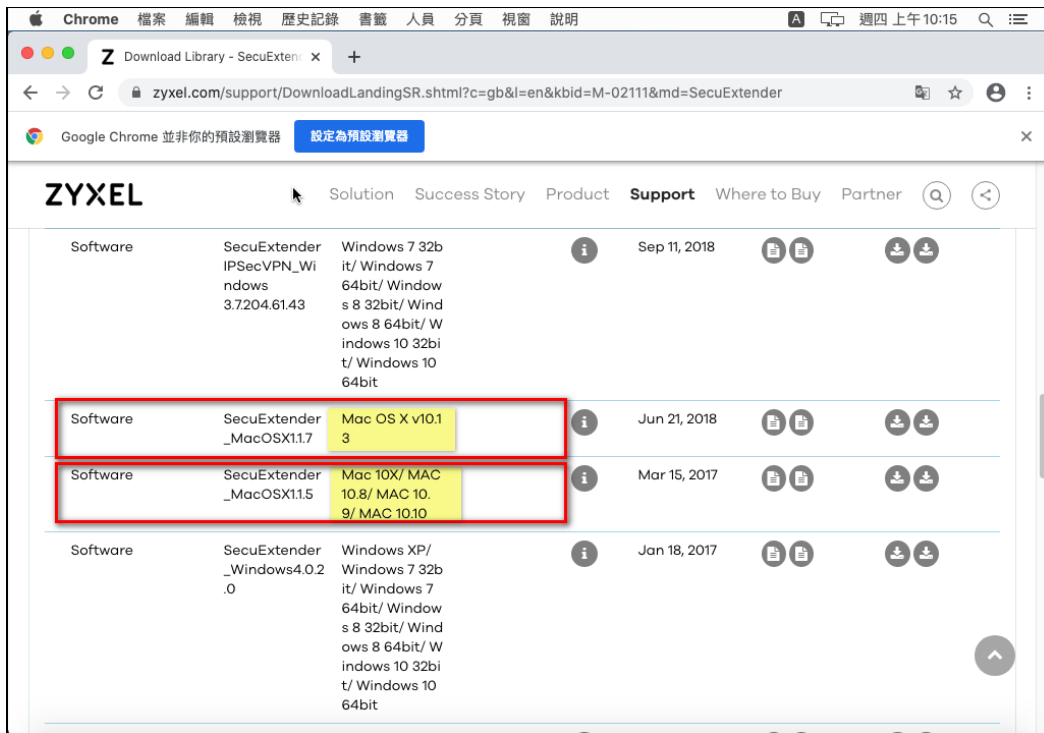 Chrome 檔案 編輯 檢視 歷史記錄 書籤 人員 分頁 視窗 說明 A 週四上午10:15
Z Download Library - SecuExten
zyxel.com/support/DownloadLandingSR.shtml?c=gb&l=en&kbid=M-02111&md=SecuExtender
Google Chrome 並非你的預設瀏覽器 設定為預設瀏覽器
ZYXEL Solution Success Story Product Support Where to Buy Partner
Software SecuExtender Windows 7 32b Sep 11, 2018
IPSecVPN_Wi it/ Windows 7
ndows 64bit/ Window
3.7.204.61.43 s 8 32bit/ Wind
ows 8 64bit/ W
indows 10 32bi
t/ Windows 10
64bit
Software SecuExtender Mac OS X v10.1 Jun 21, 2018
_MacOSX1.1.7 3
Software SecuExtender Mac 10X/ MAC Mar 15, 2017
_MacOSX1.1.5 10.8/ MAC 10.
9/ MAC 10.10
Software SecuExtender Windows XP/ Jan 18, 2017
_Windows4.0.2 Windows 7 32b
.0 it/ Windows 7
64bit/ Window
s 8 32bit/ Wind
ows 8 64bit/ W
indows 10 32bi
t/ Windows 10
64bit